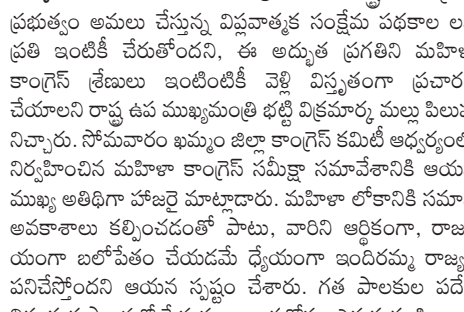 ప్రభుత్వం అమలు చేస్తున్న విప్లవాత్మక సంక్షేమ పథకాల ల
ప్రతి ఇంటికీ చేరుతోందని, ఈ అద్భుత ప్రగతిని మహిళ
కాంగ్రెస్ శ్రేణులు ఇంటింటికీ వెళ్లి విస్తృతంగా ప్రచార
చేయాలని రాష్ట్ర ఉప ముఖ్యమంత్రి భట్టి విక్రమార్క మల్లు పిలుపు
నిచ్చారు. సోమవారం ఖమ్మం జిల్లా కాంగ్రెస్ కమిటీ ఆధ్వర్యంలో
నిర్వహించిన మహిళా కాంగ్రెస్ సమీక్షా సమావేశానికి ఆయ
ముఖ్య అతిథిగా హాజరై మాట్లాడారు. మహిళా లోకానికి సమా
అవకాశాలు కల్పించడంతో పాటు, వారిని ఆర్థికంగా, రాజ
యంగా బలోపేతం చేయడమే ధ్యేయంగా ఇందిరమ్మ రాజ్య
పనిచేస్తోందని ఆయన స్పష్టం చేశారు. గత పాలకుల పదే